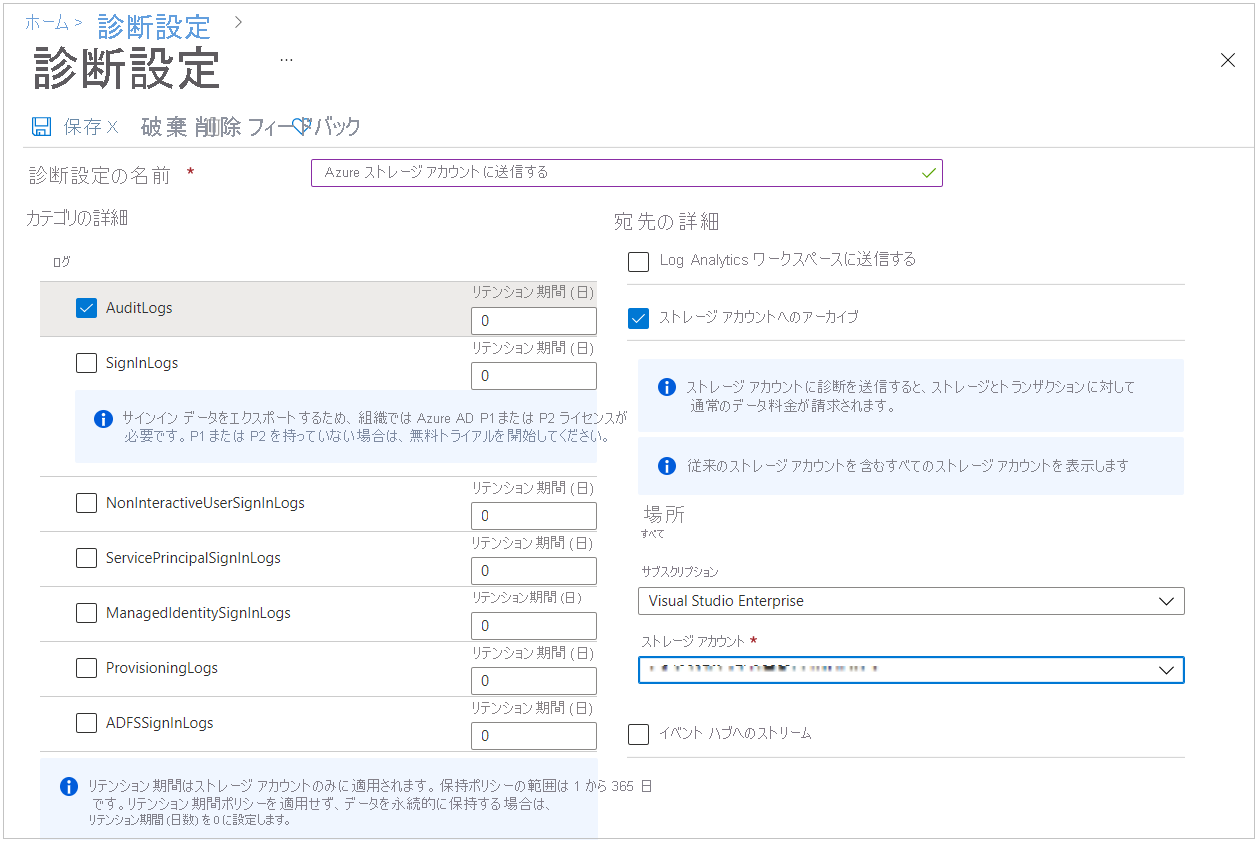 ホーム > 診断設定 >
診断設定 ...
保存 X 破棄 削除 フィードバック
診断設定の名前 *
Azure ストレージ アカウントに送信する
カテゴリの詳細
ログ
リテンション期間 (日)
AuditLogs
0
リテンション期間 (日)
SignInLogs
0
サインイン データをエクスポートするため、組織では Azure AD P1または P2 ライセンスが
必要です。P1 または P2 を持っていない場合は、無料トライアルを開始してください。
リテンション期間 (日)
NonInteractiveUserSignInLogs
0
リテンション期間 (日)
ServicePrincipalSignInLogs
0
リテンション期間 (日)
ManagedIdentitySignInLogs
0
リテンション期間 (日)
ProvisioningLogs
0
リテンション期間 (日)
ADFSSignInLogs
0
リテンション期間はストレージ アカウントのみに適用されます。保持ポリシーの範囲は 1 から 365 日
です。リテンション期間ポリシーを適用せず、データを永続的に保持する場合は、
リテンション期間 (日数) を 0 に設定します。
宛先の詳細
Log Analytics ワークスペースに送信する
ストレージ アカウントへのアーカイブ
ストレージ アカウントに診断を送信すると、ストレージとトランザクションに対して
通常のデータ料金が請求されます。
従来のストレージ アカウントを含むすべてのストレージ アカウントを表示します
場所
すべて
サブスクリプション
Visual Studio Enterprise
ストレージ アカウント *
イベント ハブへのストリーム